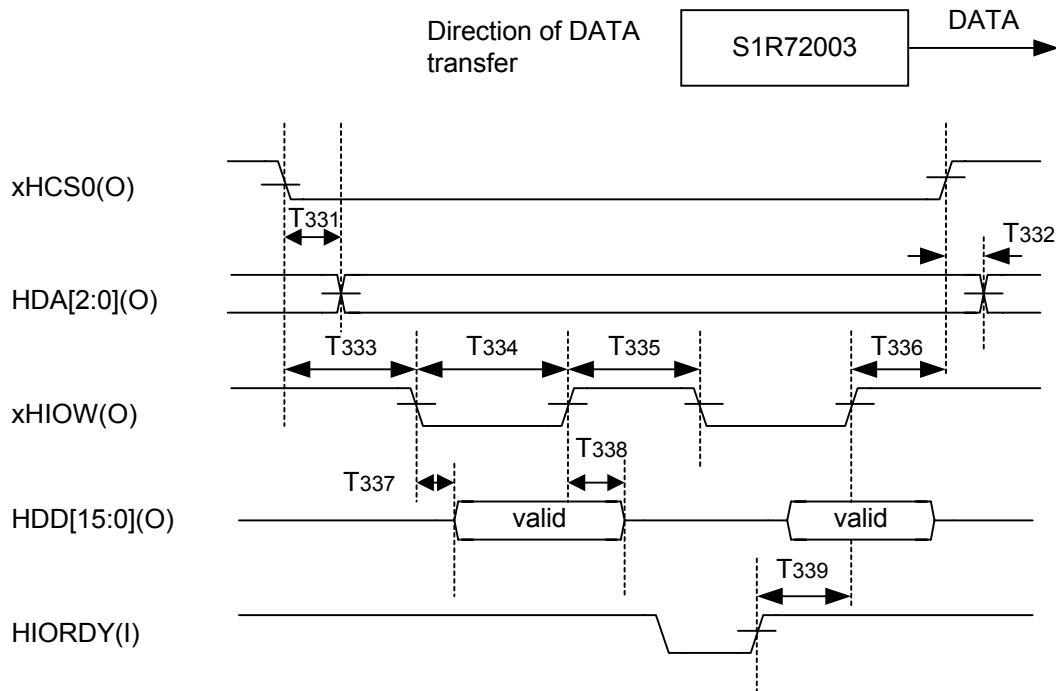 Direction of DATA
transfer
S1R72003
DATA
xHCS0(O)
T331
T332
HDA[2:0](O)
T333
T334
T335
T336
xHIOW(O)
T337
T338
HDD[15:0](O)
valid
valid
T339
HIORDY(I)